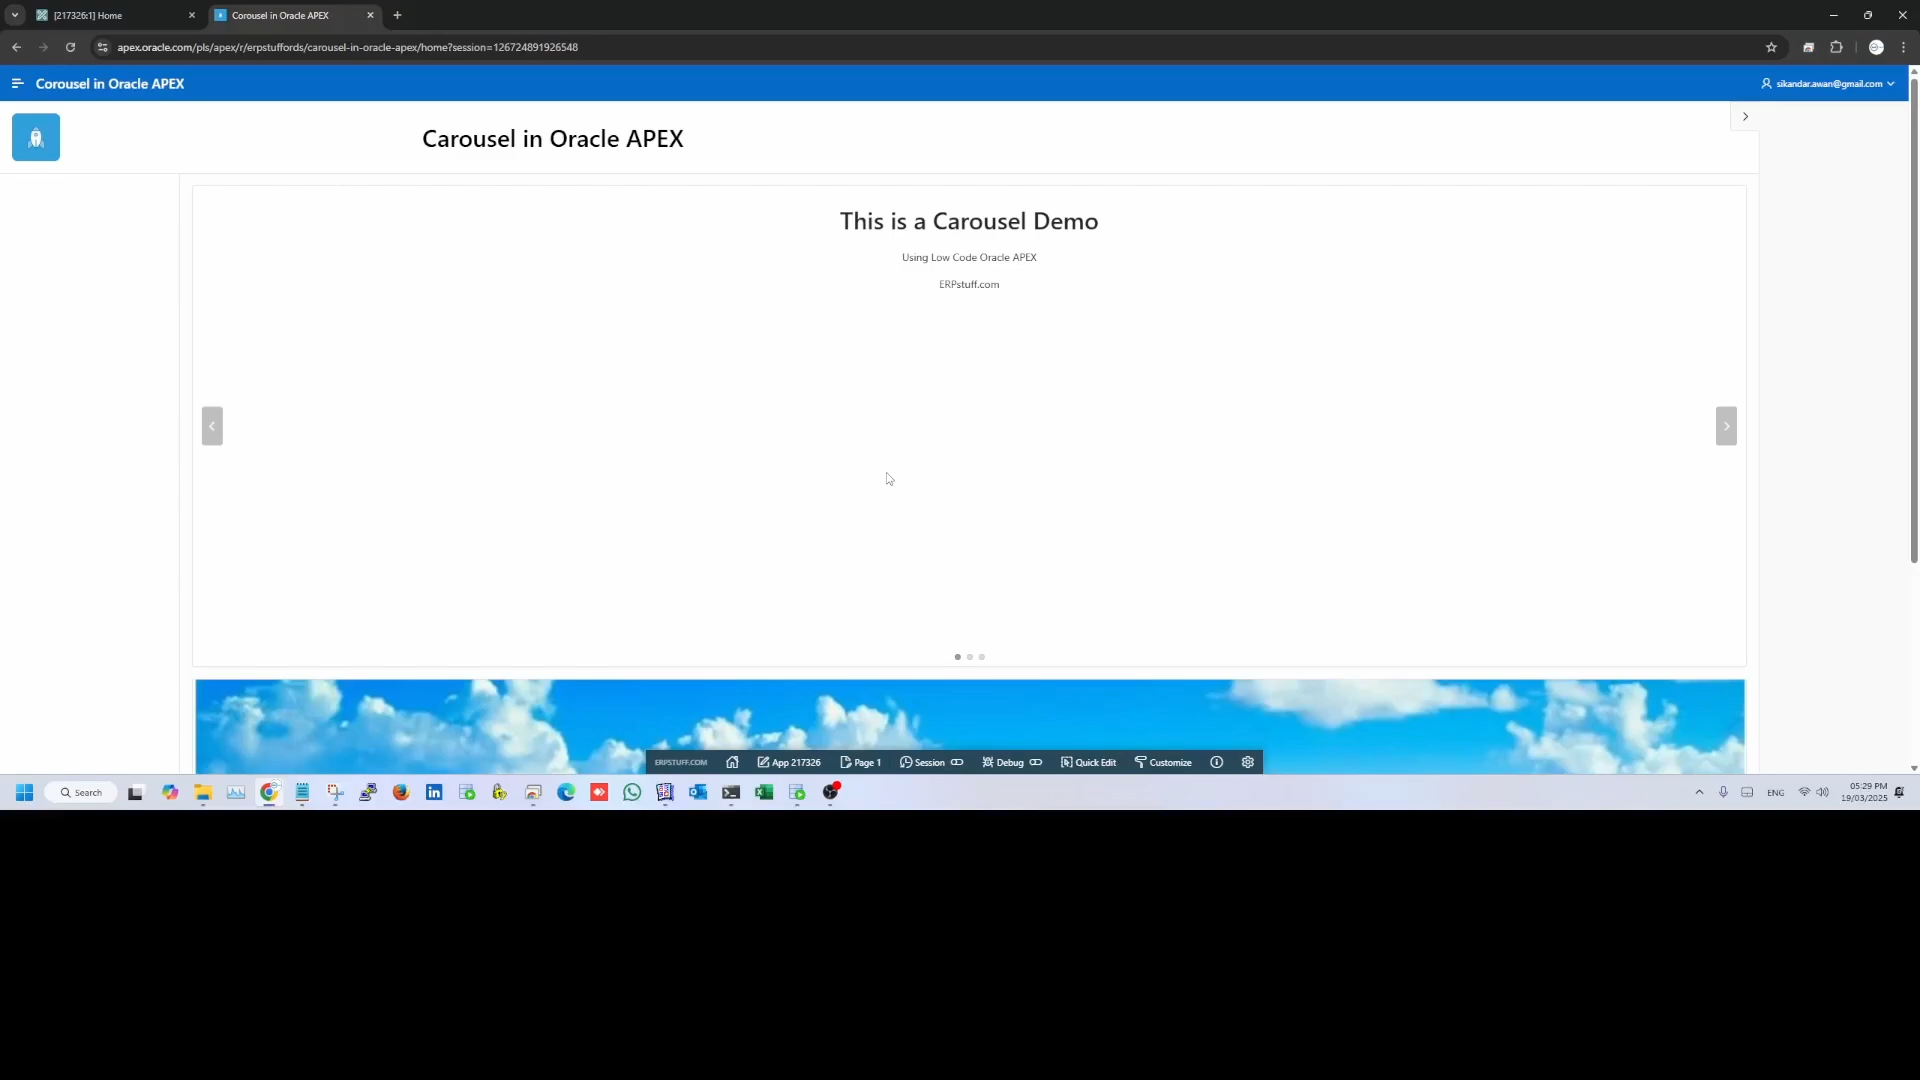 [217326:1] Home
Corousel in Oracle APEX
apex.oracle.com/pls/apex/r/erpstuffords/carousel-in-oracle-apex/home?session=126724891926548
Corousel in Oracle APEX
sikandar.awan@gmail.com
Carousel in Oracle APEX
This is a Carousel Demo
Using Low Code Oracle APEX
ERPstuff.com
ERPSTUFF.COM
App 217326
Page 1
Session
Debug
Quick Edit
Customize
Search
ENG
05:29 PM
19/03/2025